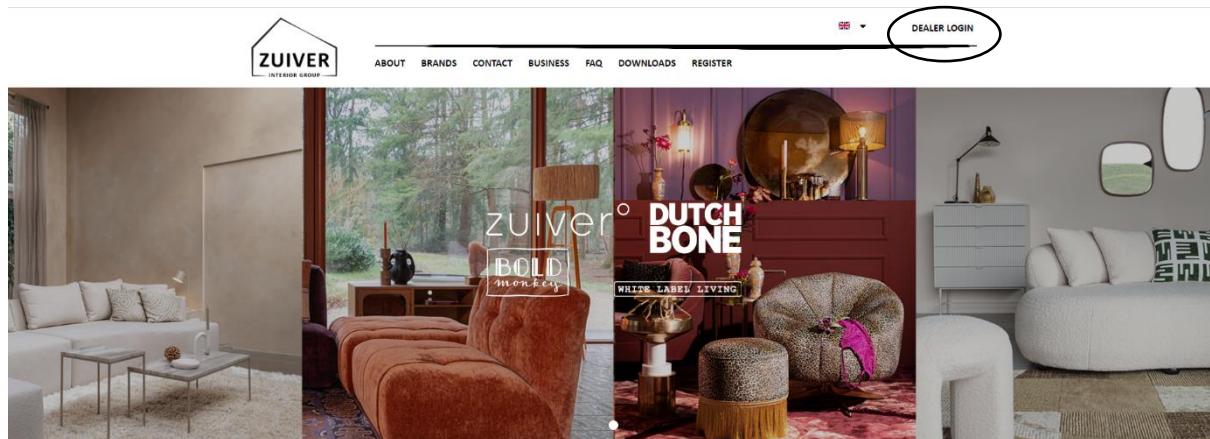 DEALER LOGIN
ZUIVER
INTERIOR GROUP
ABOUT BRANDS CONTACT BUSINESS FAQ DOWNLOADS REGISTER
zuiver°
DUTCH
BONE
BOLD
monkey
WHITE LABEL LIVING